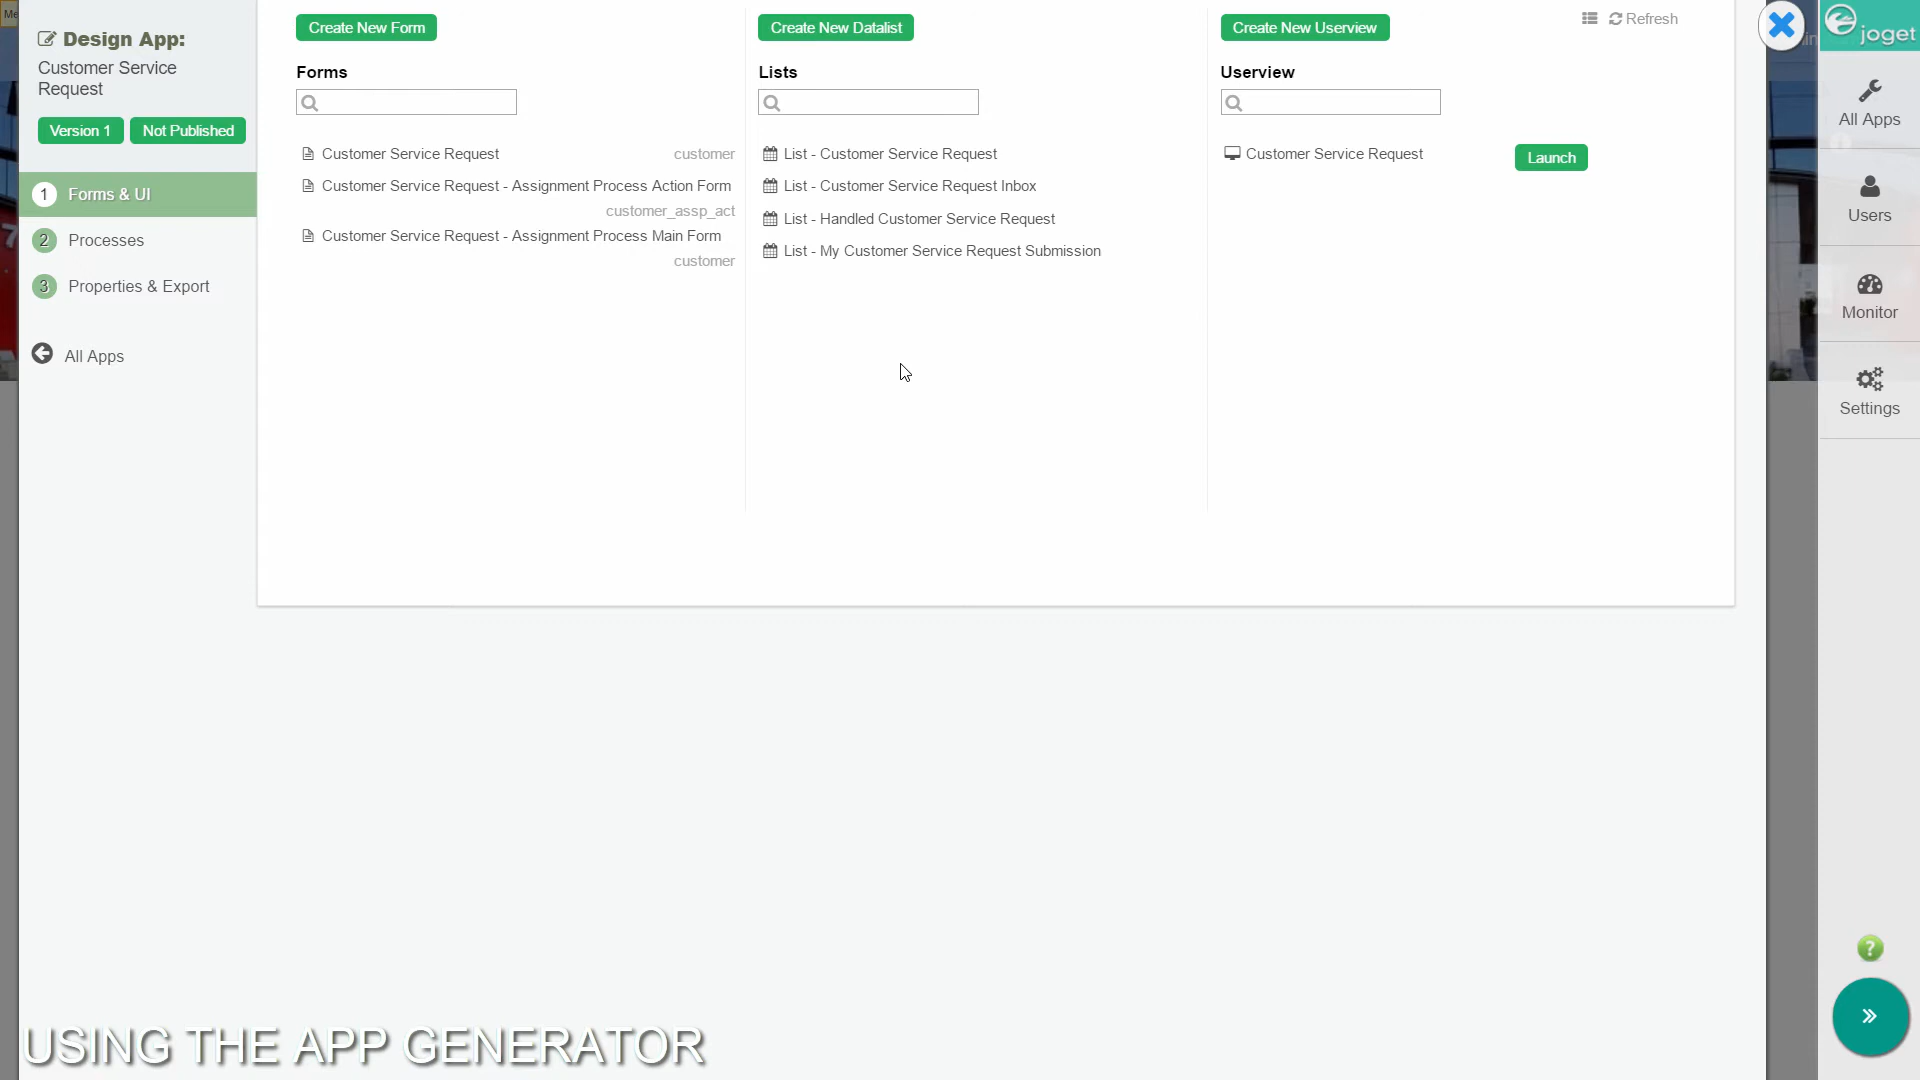 Design App:
Customer Service
Request
Version 1
Not Published
1 Forms & UI
2 Processes
3 Properties & Export
All Apps
Create New Form
Forms
Customer Service Request customer
Customer Service Request - Assignment Process Action Form
customer_assp_act
Customer Service Request - Assignment Process Main Form
customer
Create New Datalist
Lists
List - Customer Service Request
List - Customer Service Request Inbox
List - Handled Customer Service Request
List - My Customer Service Request Submission
Create New Userview
Refresh
Userview
Customer Service Request
Launch
joget
All Apps
Users
Monitor
Settings
?
USING THE APP GENERATOR